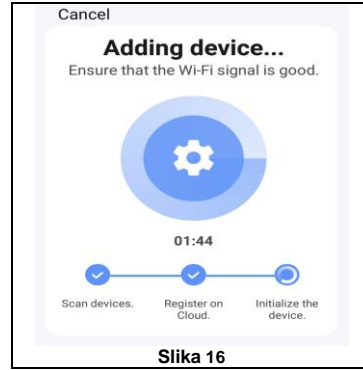 Cancel
Adding device...
Ensure that the Wi-Fi signal is good.
01:44
Scan devices.
Register on
Cloud.
Initialize the
device.
Slika 16